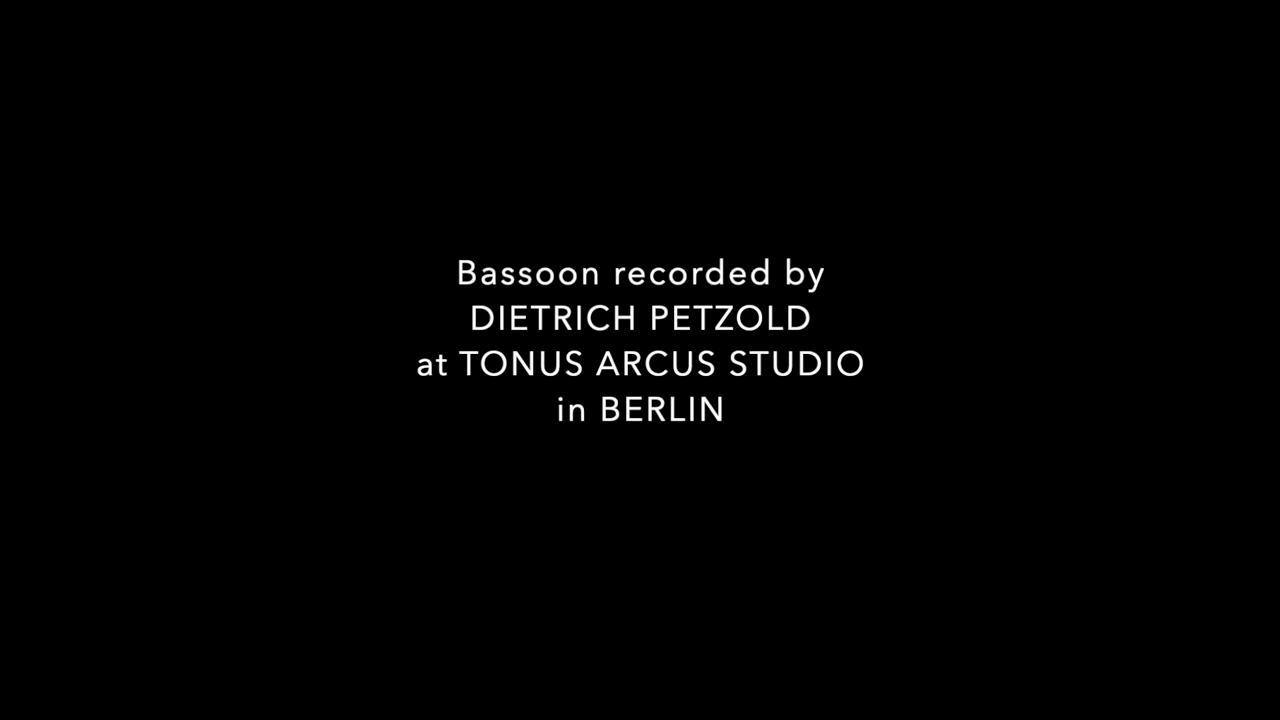 Bassoon recorded by
DIETRICH PETZOLD
at TONUS ARCUS STUDIO
in BERLIN